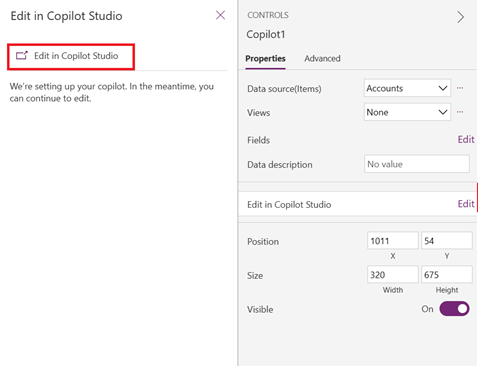 Edit in Copilot Studio
Edit in Copilot Studio
We're setting up your copilot. In the meantime, you
can continue to edit.
CONTROLS
Copilot1
Properties Advanced
Data source(Items) Accounts ...
Views None ...
Fields Edit
Data description No value
Edit in Copilot Studio Edit
Position 1011 54
X Y
Size 320 675
Width Height
Visible On